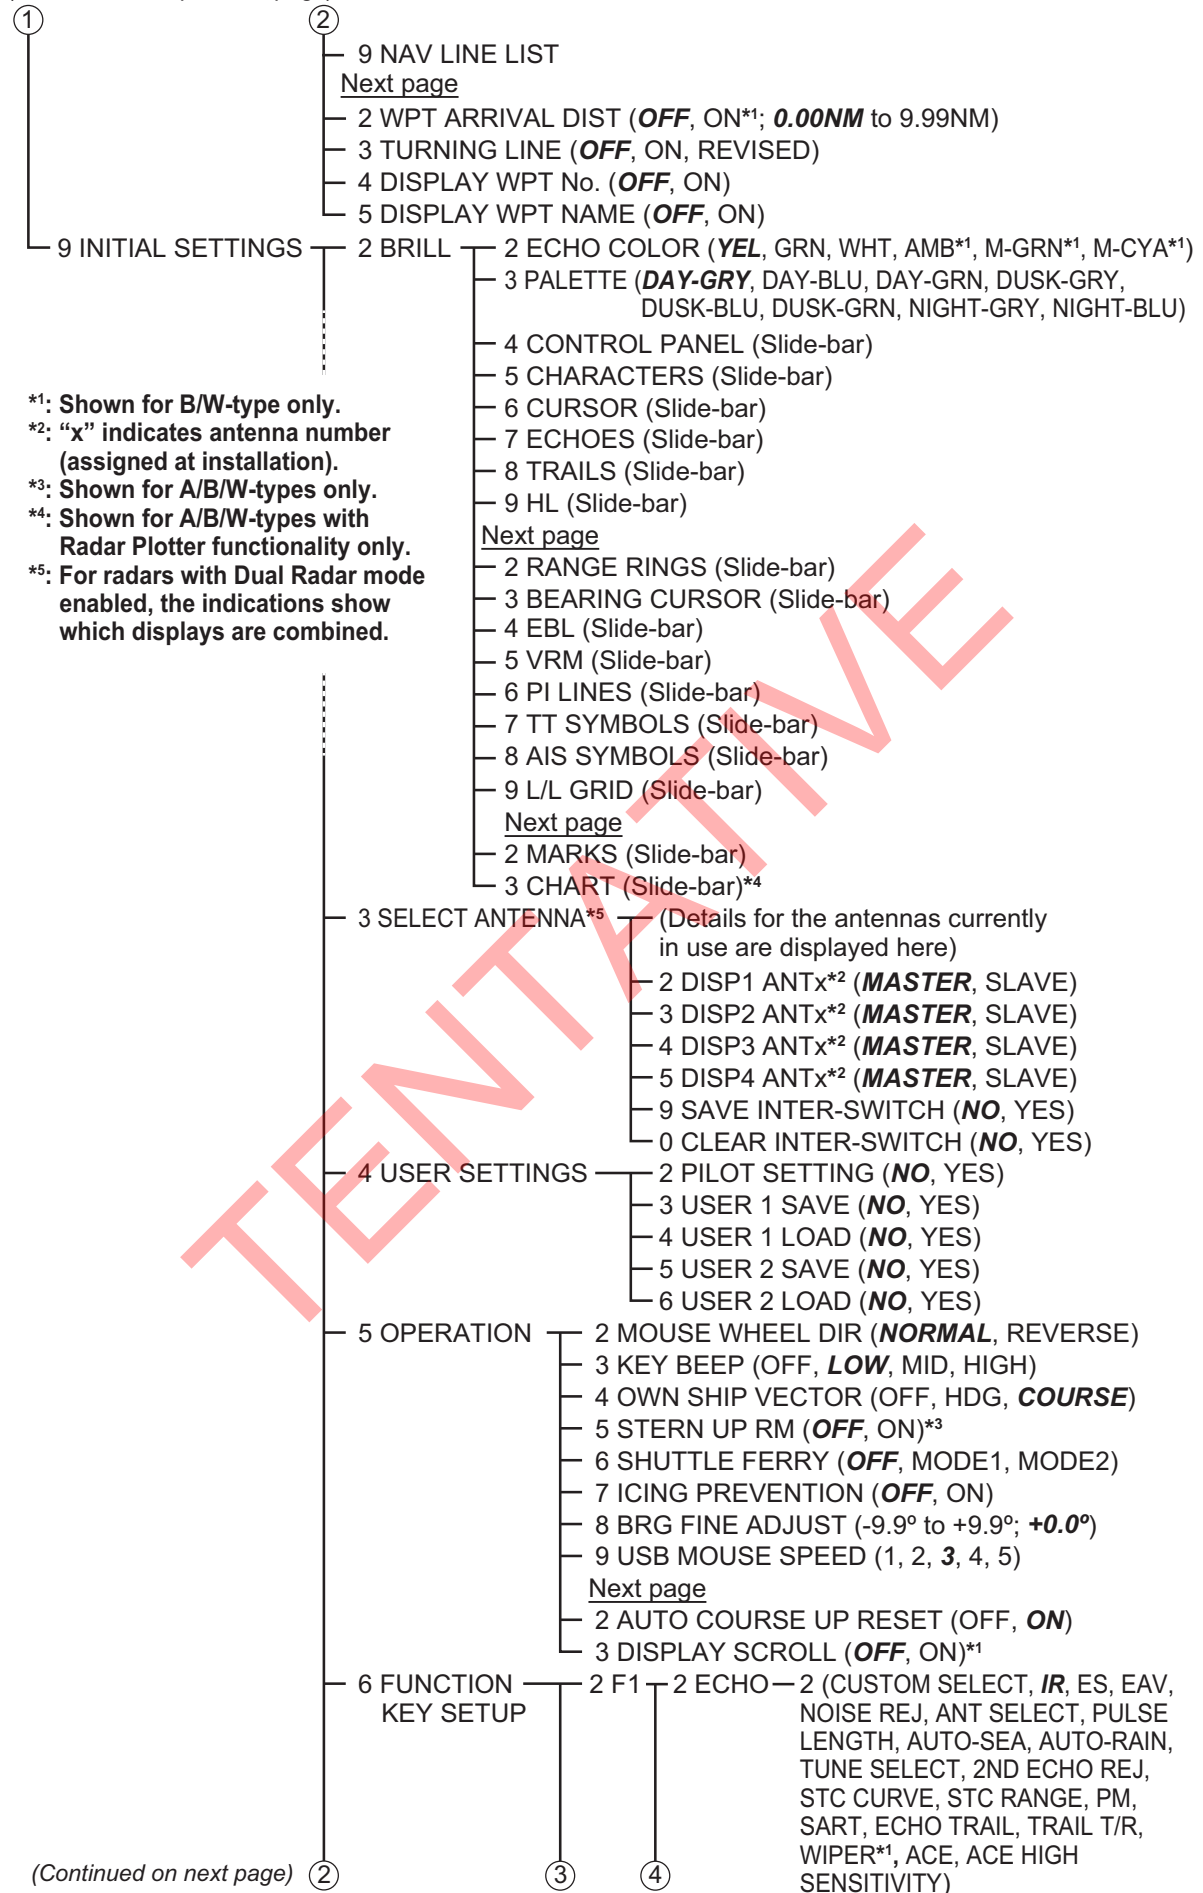 ① ②
9 NAV LINE LIST
Next page
2 WPT ARRIVAL DIST (OFF, ON*1; 0.00NM to 9.99NM)
3 TURNING LINE (OFF, ON, REVISED)
4 DISPLAY WPT No. (OFF, ON)
5 DISPLAY WPT NAME (OFF, ON)
9 INITIAL SETTINGS 2 BRILL 2 ECHO COLOR (YEL, GRN, WHT, AMB*1, M-GRN*1, M-CYA*1)
3 PALETTE (DAY-GRY, DAY-BLU, DAY-GRN, DUSK-GRY,
DUSK-BLU, DUSK-GRN, NIGHT-GRY, NIGHT-BLU)
4 CONTROL PANEL (Slide-bar)
5 CHARACTERS (Slide-bar)
6 CURSOR (Slide-bar)
7 ECHOES (Slide-bar)
8 TRAILS (Slide-bar)
9 HL (Slide-bar)
Next page
2 RANGE RINGS (Slide-bar)
3 BEARING CURSOR (Slide-bar)
4 EBL (Slide-bar)
5 VRM (Slide-bar)
6 PI LINES (Slide-bar)
7 TT SYMBOLS (Slide-bar)
8 AIS SYMBOLS (Slide-bar)
9 L/L GRID (Slide-bar)
Next page
2 MARKS (Slide-bar)
3 CHART (Slide-bar)*4
*1: Shown for B/W-type only.
*2: “x” indicates antenna number
(assigned at installation).
*3: Shown for A/B/W-types only.
*4: Shown for A/B/W-types with
Radar Plotter functionality only.
*5: For radars with Dual Radar mode
enabled, the indications show
which displays are combined.
3 SELECT ANTENNA*5 (Details for the antennas currently
in use are displayed here)
2 DISP1 ANTx*2 (MASTER, SLAVE)
3 DISP2 ANTx*2 (MASTER, SLAVE)
4 DISP3 ANTx*2 (MASTER, SLAVE)
5 DISP4 ANTx*2 (MASTER, SLAVE)
9 SAVE INTER-SWITCH (NO, YES)
0 CLEAR INTER-SWITCH (NO, YES)
4 USER SETTINGS 2 PILOT SETTING (NO, YES)
3 USER 1 SAVE (NO, YES)
4 USER 1 LOAD (NO, YES)
5 USER 2 SAVE (NO, YES)
6 USER 2 LOAD (NO, YES)
5 OPERATION 2 MOUSE WHEEL DIR (NORMAL, REVERSE)
3 KEY BEEP (OFF, LOW, MID, HIGH)
4 OWN SHIP VECTOR (OFF, HDG, COURSE)
5 STERN UP RM (OFF, ON)*3
6 SHUTTLE FERRY (OFF, MODE1, MODE2)
7 ICING PREVENTION (OFF, ON)
8 BRG FINE ADJUST (-9.9º to +9.9º; +0.0º)
9 USB MOUSE SPEED (1, 2, 3, 4, 5)
Next page
2 AUTO COURSE UP RESET (OFF, ON)
3 DISPLAY SCROLL (OFF, ON)*1
6 FUNCTION 2 F1 2 ECHO 2 (CUSTOM SELECT, IR, ES, EAV,
KEY SETUP NOISE REJ, ANT SELECT, PULSE
LENGTH, AUTO-SEA, AUTO-RAIN,
TUNE SELECT, 2ND ECHO REJ,
STC CURVE, STC RANGE, PM,
SART, ECHO TRAIL, TRAIL T/R,
WIPER*1, ACE, ACE HIGH
SENSITIVITY)
(Continued on next page) ② ③ ④
TENTATIVE